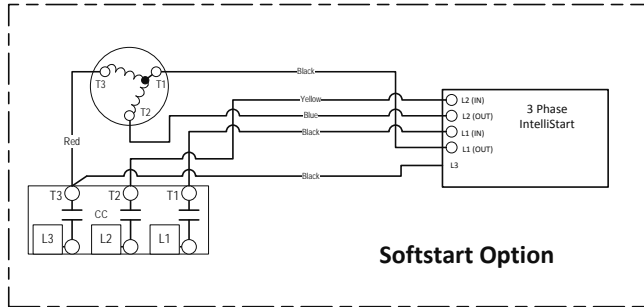 T3
T1
T2
Black
Yellow
Blue
Black
Red
Black
L2 (IN)
L2 (OUT)
L1 (IN)
L1 (OUT)
L3
3 Phase
IntelliStart
T3
T2
T1
CC
L3
L2
L1
Softstart Option